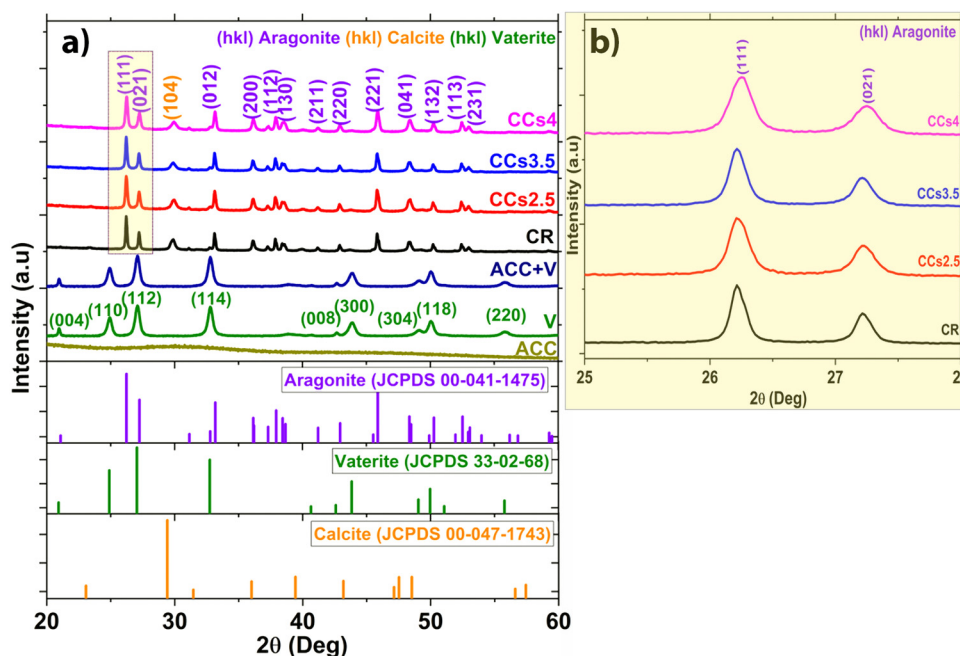 a)
(hkl) Aragonite (hkl) Calcite (hkl) Vaterite
(111)
(021)
(104)
(012)
(200)
(112)
(130)
(211)
(220)
(221)
(041)
(132)
(113)
(231)
CCs4
CCs3.5
CCs2.5
CR
ACC+V
(004)
(110)
(112)
(114)
(008)
(300)
(304)
(118)
(220)
V
ACC
Aragonite (JCPDS 00-041-1475)
Vaterite (JCPDS 33-02-68)
Calcite (JCPDS 00-047-1743)
Intensity (a.u)
20 30 40 50 60
2θ (Deg)
b)
(hkl) Aragonite
(111)
(021)
CCs4
CCs3.5
CCs2.5
CR
Intensity (a.u)
25 26 27 2
2θ (Deg)